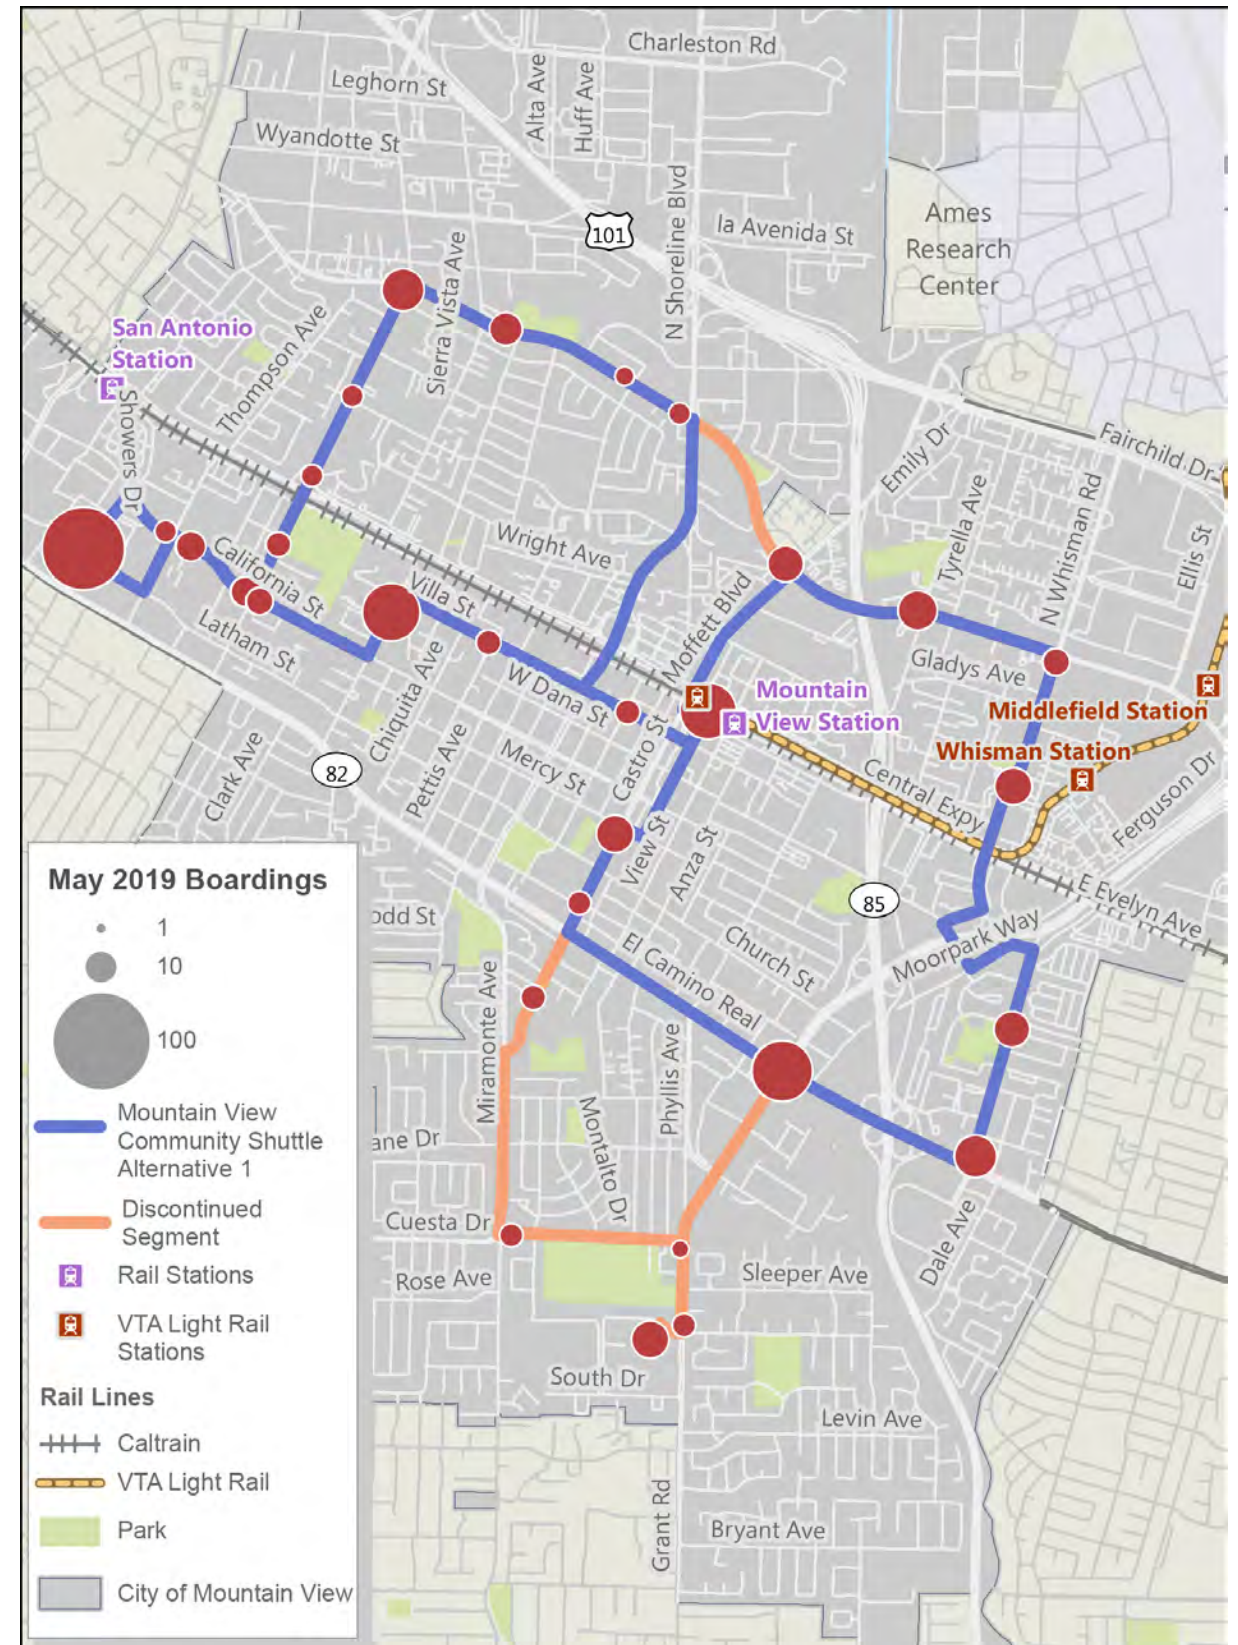 Charleston Rd
Leghorn St
Alta Ave
Huff Ave
Wyandotte St
N Shoreline Blvd
101
la Avenida St
Ames
Research
Center
Sierra Vista Ave
San Antonio
Station
Thompson Ave
Showers Dr
Emily Dr
Fairchild Dr
Tyrella Ave
N Whisman Rd
Ellis St
Wright Ave
California St
Villa St
Moffett Blvd
Latham St
Gladys Ave
Chiquita Ave
W Dana St
Mountain
View Station
Middlefield Station
Whisman Station
Castro St
Clark Ave
82
Pettis Ave
Mercy St
Central Expy
Ferguson Dr
View St
Anza St
85
E Evelyn Ave
odd St
El Camino Real
Church St
Moorpark Way
Miramonte Ave
Phyllis Ave
Montalto Dr
ane Dr
Cuesta Dr
Rose Ave
Sleeper Ave
Dale Ave
South Dr
Levin Ave
Grant Rd
Bryant Ave
May 2019 Boardings
1
10
100
Mountain View
Community Shuttle
Alternative 1
Discontinued
Segment
Rail Stations
VTA Light Rail
Stations
Rail Lines
Caltrain
VTA Light Rail
Park
City of Mountain View